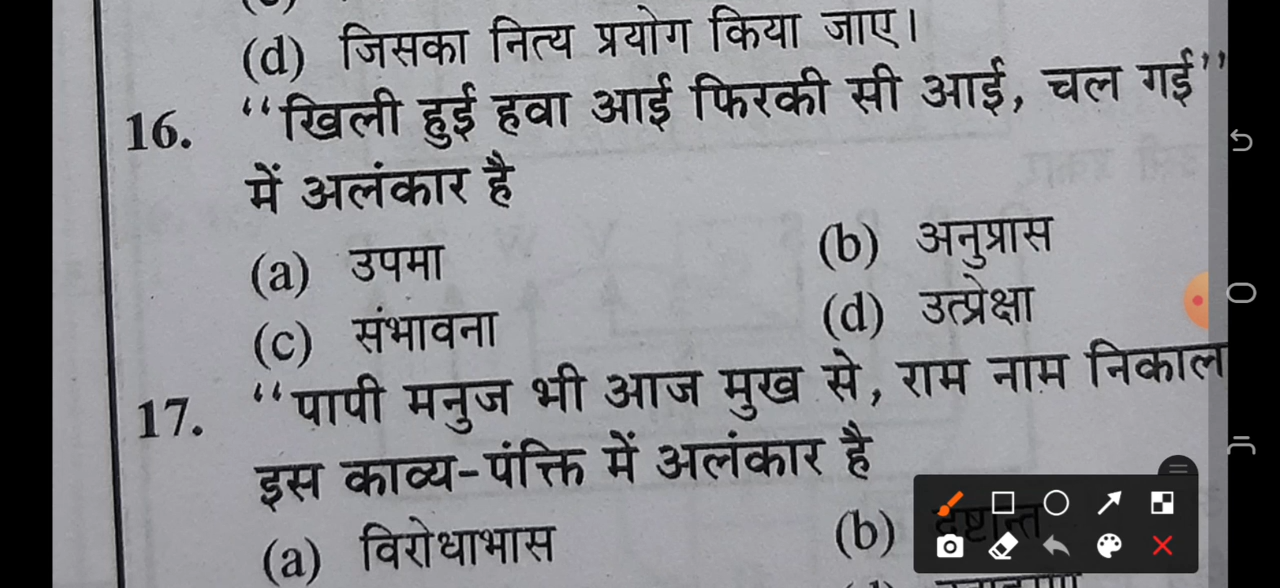 (d) जिसका नित्य प्रयोग किया जाए।
16. “खिली हुई हवा आई फिरकी सी आई, चल गई”
में अलंकार है
(a) उपमा (b) अनुप्रास
(c) संभावना (d) उत्प्रेक्षा
17. “पापी मनुज भी आज मुख से, राम नाम निकाल
इस काव्य-पंक्ति में अलंकार है
(a) विरोधाभास (b) दृष्टान्त